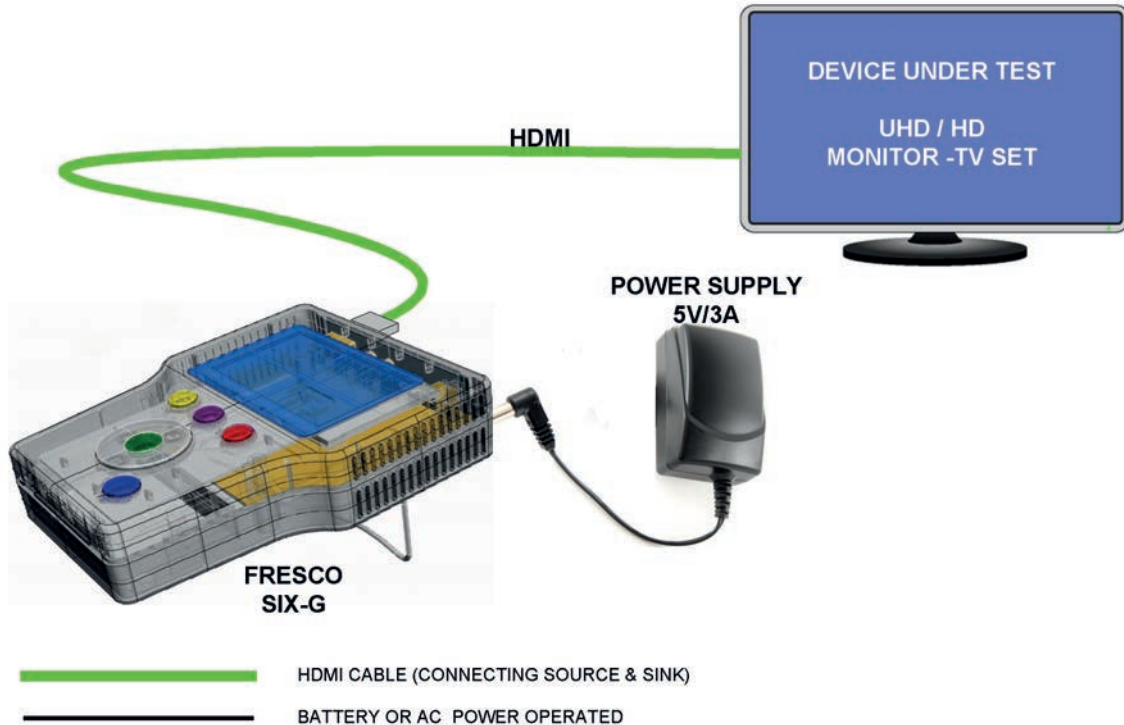 DEVICE UNDER TEST
UHD / HD
MONITOR -TV SET
HDMI
POWER SUPPLY
5V/3A
FRESCO
SIX-G
HDMI CABLE (CONNECTING SOURCE & SINK)
BATTERY OR AC POWER OPERATED